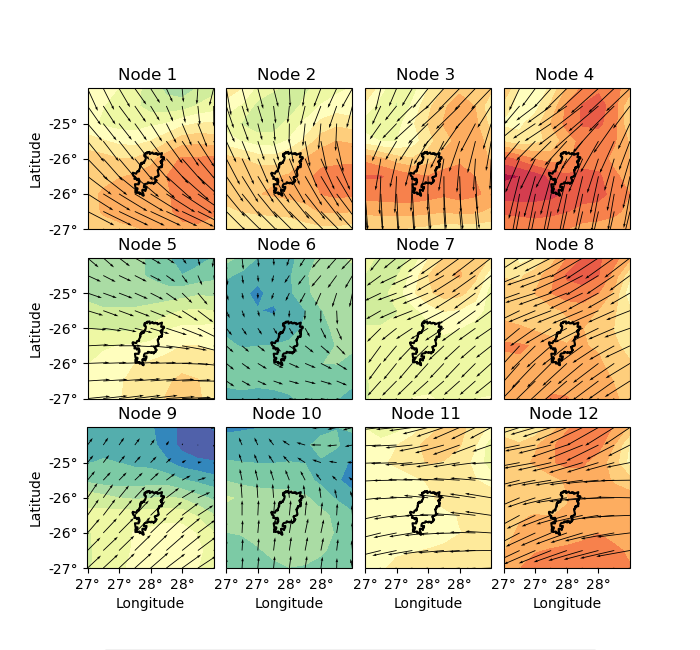 Node 1 Node 2 Node 3 Node 4
-25°
-26°
-26°
-27°
Latitude
Node 5 Node 6 Node 7 Node 8
-25°
-26°
-26°
-27°
Latitude
Node 9 Node 10 Node 11 Node 12
-25°
-26°
-26°
-27°
Latitude
27° 27° 28° 28° 27° 27° 28° 28° 27° 27° 28° 28° 27° 27° 28° 28°
Longitude Longitude Longitude Longitude